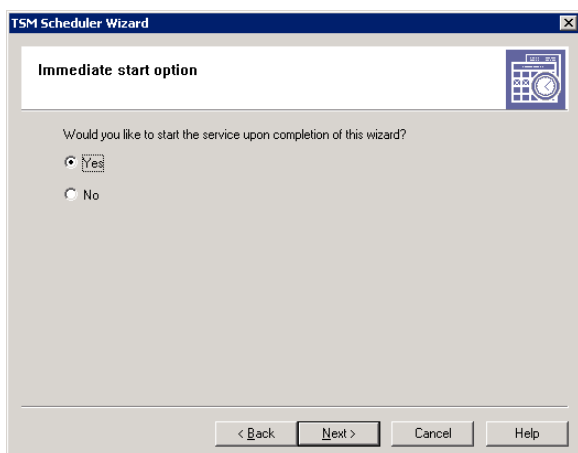 TSM Scheduler Wizard
Immediate start option
Would you like to start the service upon completion of this wizard?
Yes
No
< Back
Next >
Cancel
Help